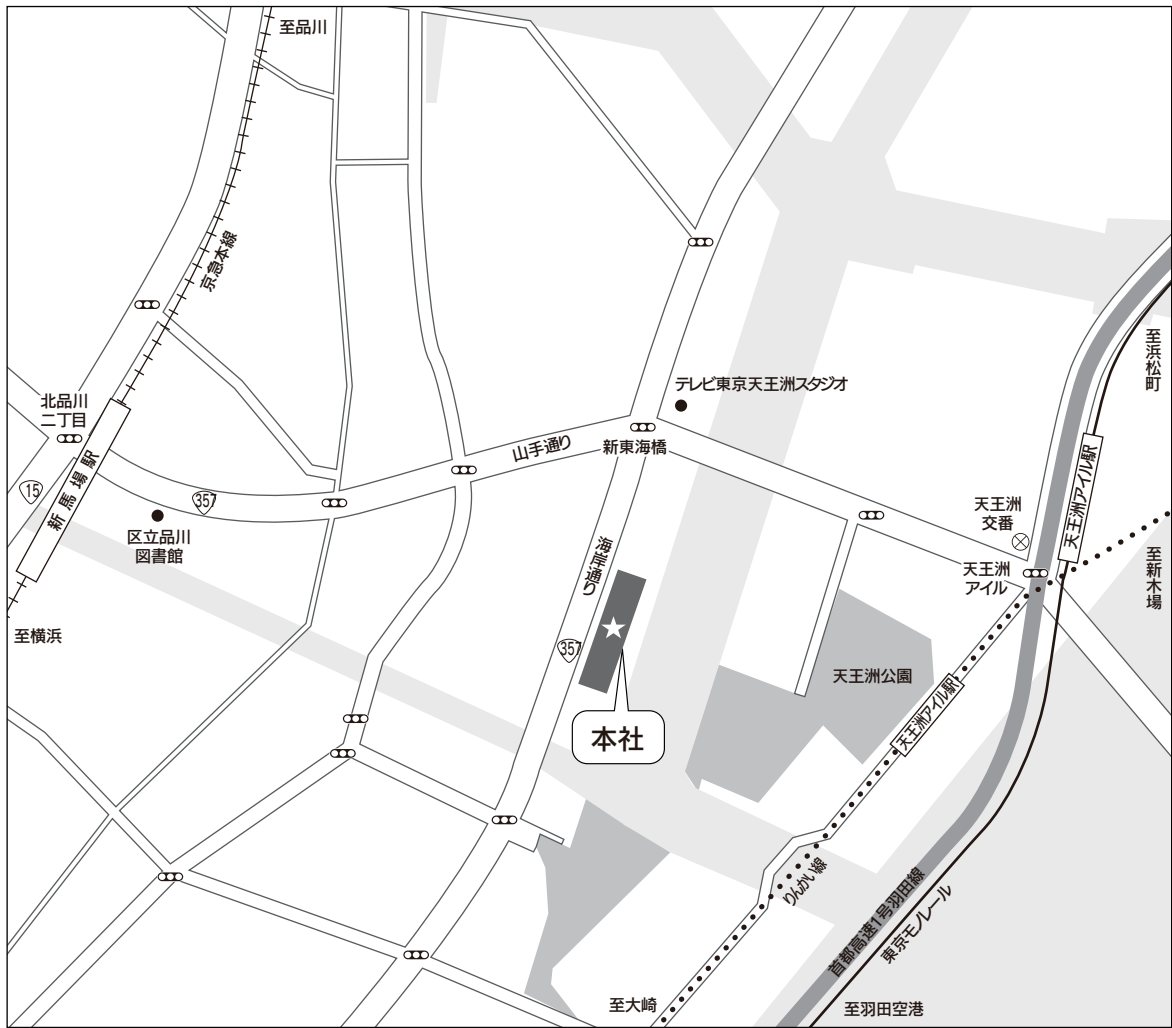 至品川
京急本線
至浜松町
テレビ東京天王洲スタジオ
北品川
二丁目
山手通り
新東海橋
天王洲アイル駅
新馬場駅
15
357
天王洲
交番
区立品川
図書館
海岸通り
天王洲
アイル
至新木場
至横浜
357
天王洲公園
天王洲アイル駅
本社
りんかい線
首都高速1号羽田線
東京モノレール
至大崎
至羽田空港